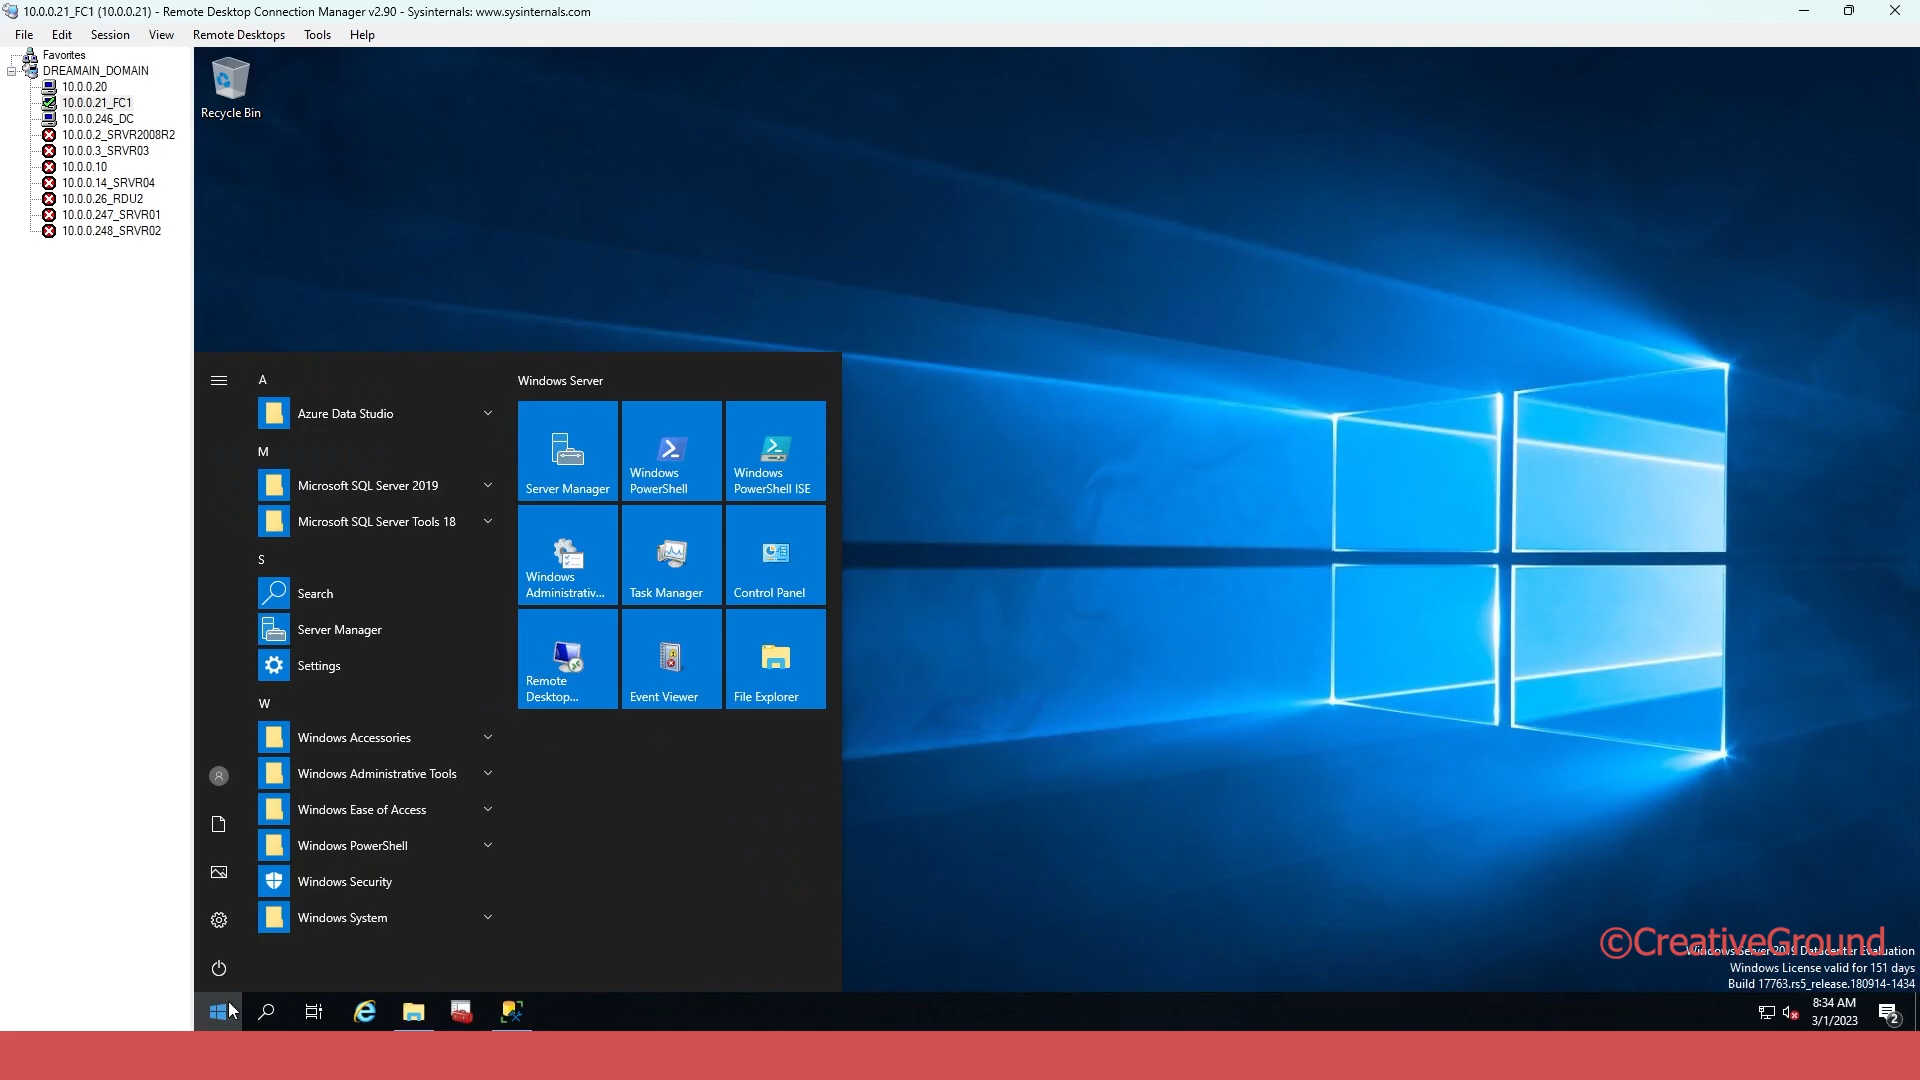 10.0.0.21_FC1 (10.0.0.21) - Remote Desktop Connection Manager v2.90 - Sysinternals: www.sysinternals.com
File Edit Session View Remote Desktops Tools Help
Favorites
DREAMAIN_DOMAIN
10.0.0.20
10.0.0.21_FC1
10.0.0.246_DC
10.0.0.2_SRVR2008R2
10.0.0.3_SRVR03
10.0.0.10
10.0.0.14_SRVR04
10.0.0.26_RDU2
10.0.0.247_SRVR01
10.0.0.248_SRVR02
Recycle Bin
A
Azure Data Studio
M
Microsoft SQL Server 2019
Microsoft SQL Server Tools 18
S
Search
Server Manager
Settings
W
Windows Accessories
Windows Administrative Tools
Windows Ease of Access
Windows PowerShell
Windows Security
Windows System
Windows Server
Server Manager
Windows
PowerShell
Windows
PowerShell ISE
Windows
Administrativ...
Task Manager
Control Panel
Remote
Desktop...
Event Viewer
File Explorer
©CreativeGround
Windows Server 2019 Datacenter Evaluation
Windows License valid for 151 days
Build 17763.rs5_release.180914-1434
8:34 AM
3/1/2023
2